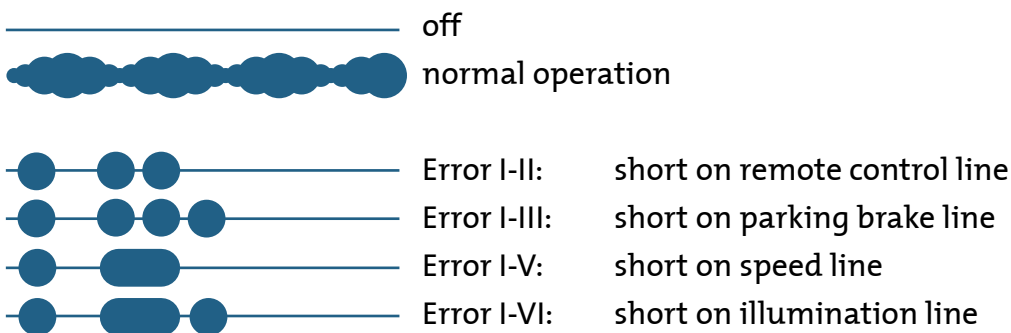 off
normal operation
Error I-II: short on remote control line
Error I-III: short on parking brake line
Error I-V: short on speed line
Error I-VI: short on illumination line